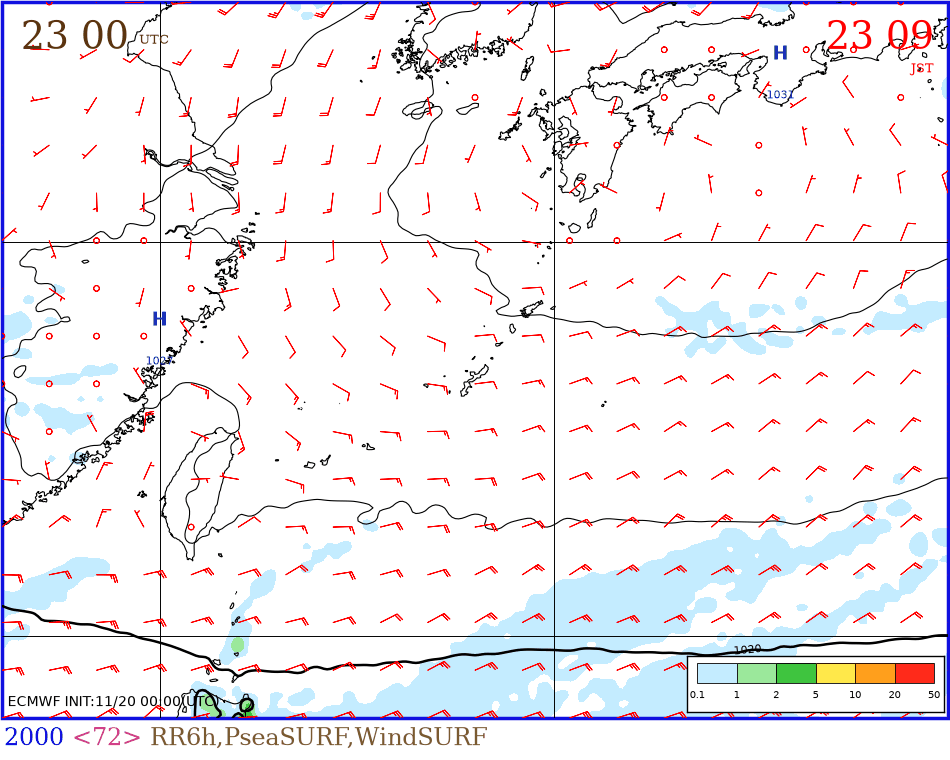 23 00 UTC
23 09
JST
H
1031
H
1020
ECMWF INIT:11/20 00:00(UTC)
0.1 1 2 5 10 20 50
2000 <72> RR6h,PseaSURF,WindSURF